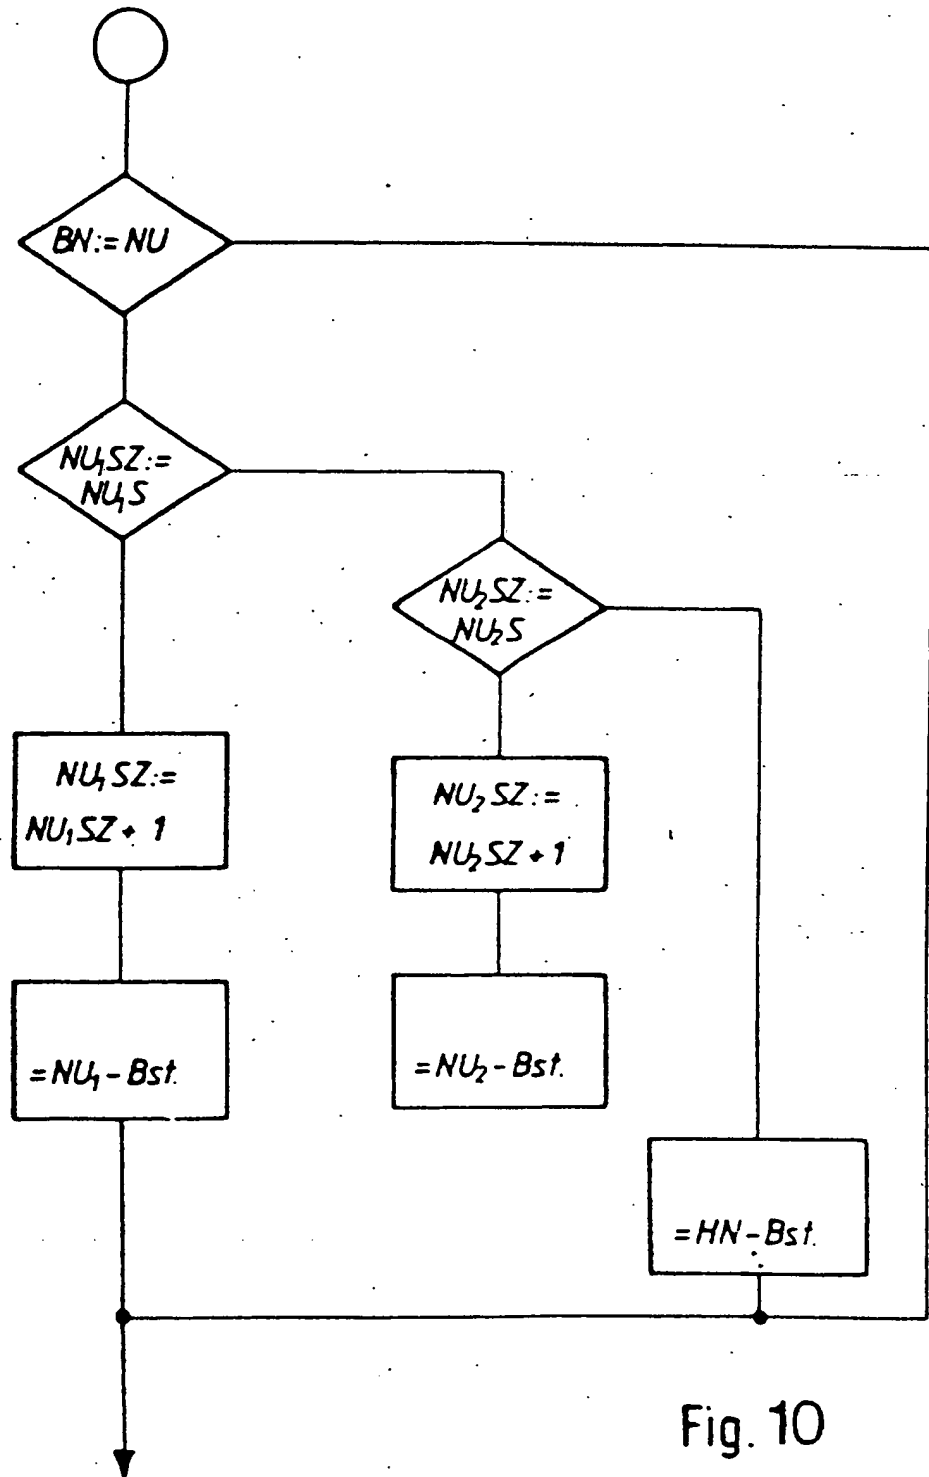 BN:= NU
NU₁SZ:=
NU₁S
NU₂SZ:=
NU₂S
NU₁SZ:=
NU₁SZ + 1
NU₂SZ:=
NU₂SZ + 1
=NU₁-Bst.
=NU₂-Bst.
=HN-Bst.
Fig. 10